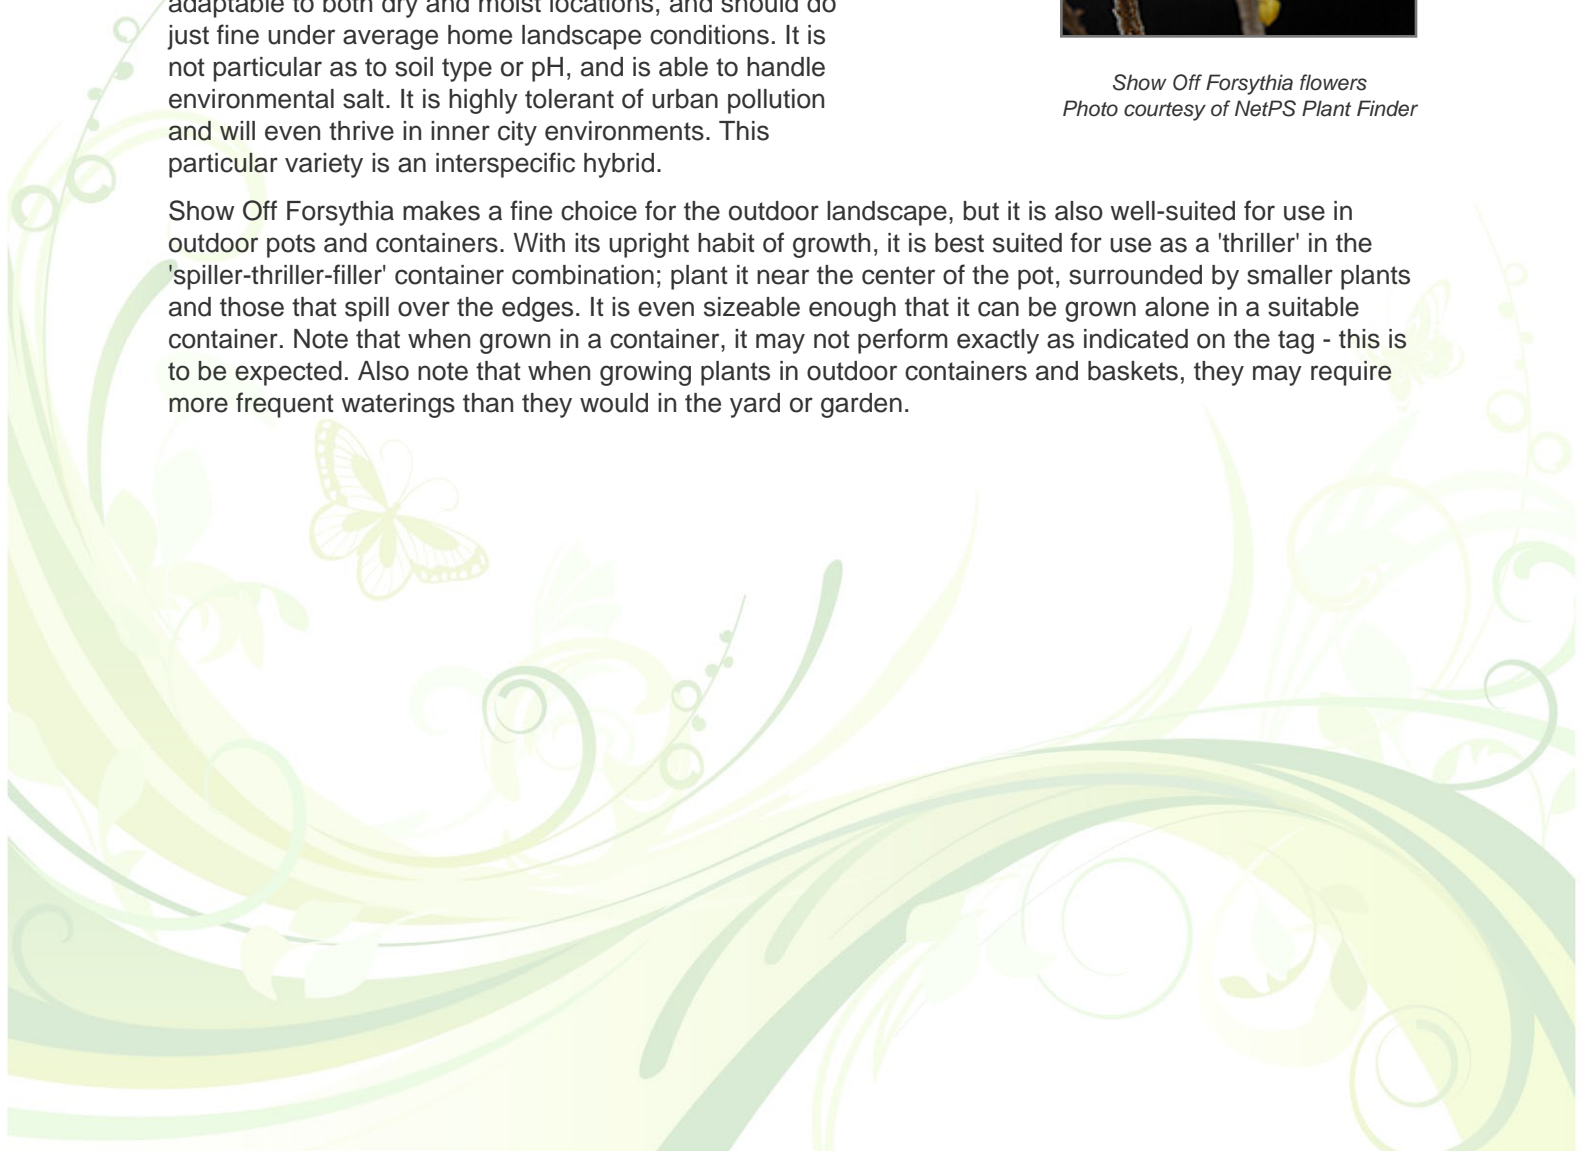 adaptable to both dry and moist locations, and should do
just fine under average home landscape conditions. It is
not particular as to soil type or pH, and is able to handle
environmental salt. It is highly tolerant of urban pollution
and will even thrive in inner city environments. This
particular variety is an interspecific hybrid.
Show Off Forsythia flowers
Photo courtesy of NetPS Plant Finder
Show Off Forsythia makes a fine choice for the outdoor landscape, but it is also well-suited for use in
outdoor pots and containers. With its upright habit of growth, it is best suited for use as a 'thriller' in the
'spiller-thriller-filler' container combination; plant it near the center of the pot, surrounded by smaller plants
and those that spill over the edges. It is even sizeable enough that it can be grown alone in a suitable
container. Note that when grown in a container, it may not perform exactly as indicated on the tag - this is
to be expected. Also note that when growing plants in outdoor containers and baskets, they may require
more frequent waterings than they would in the yard or garden.